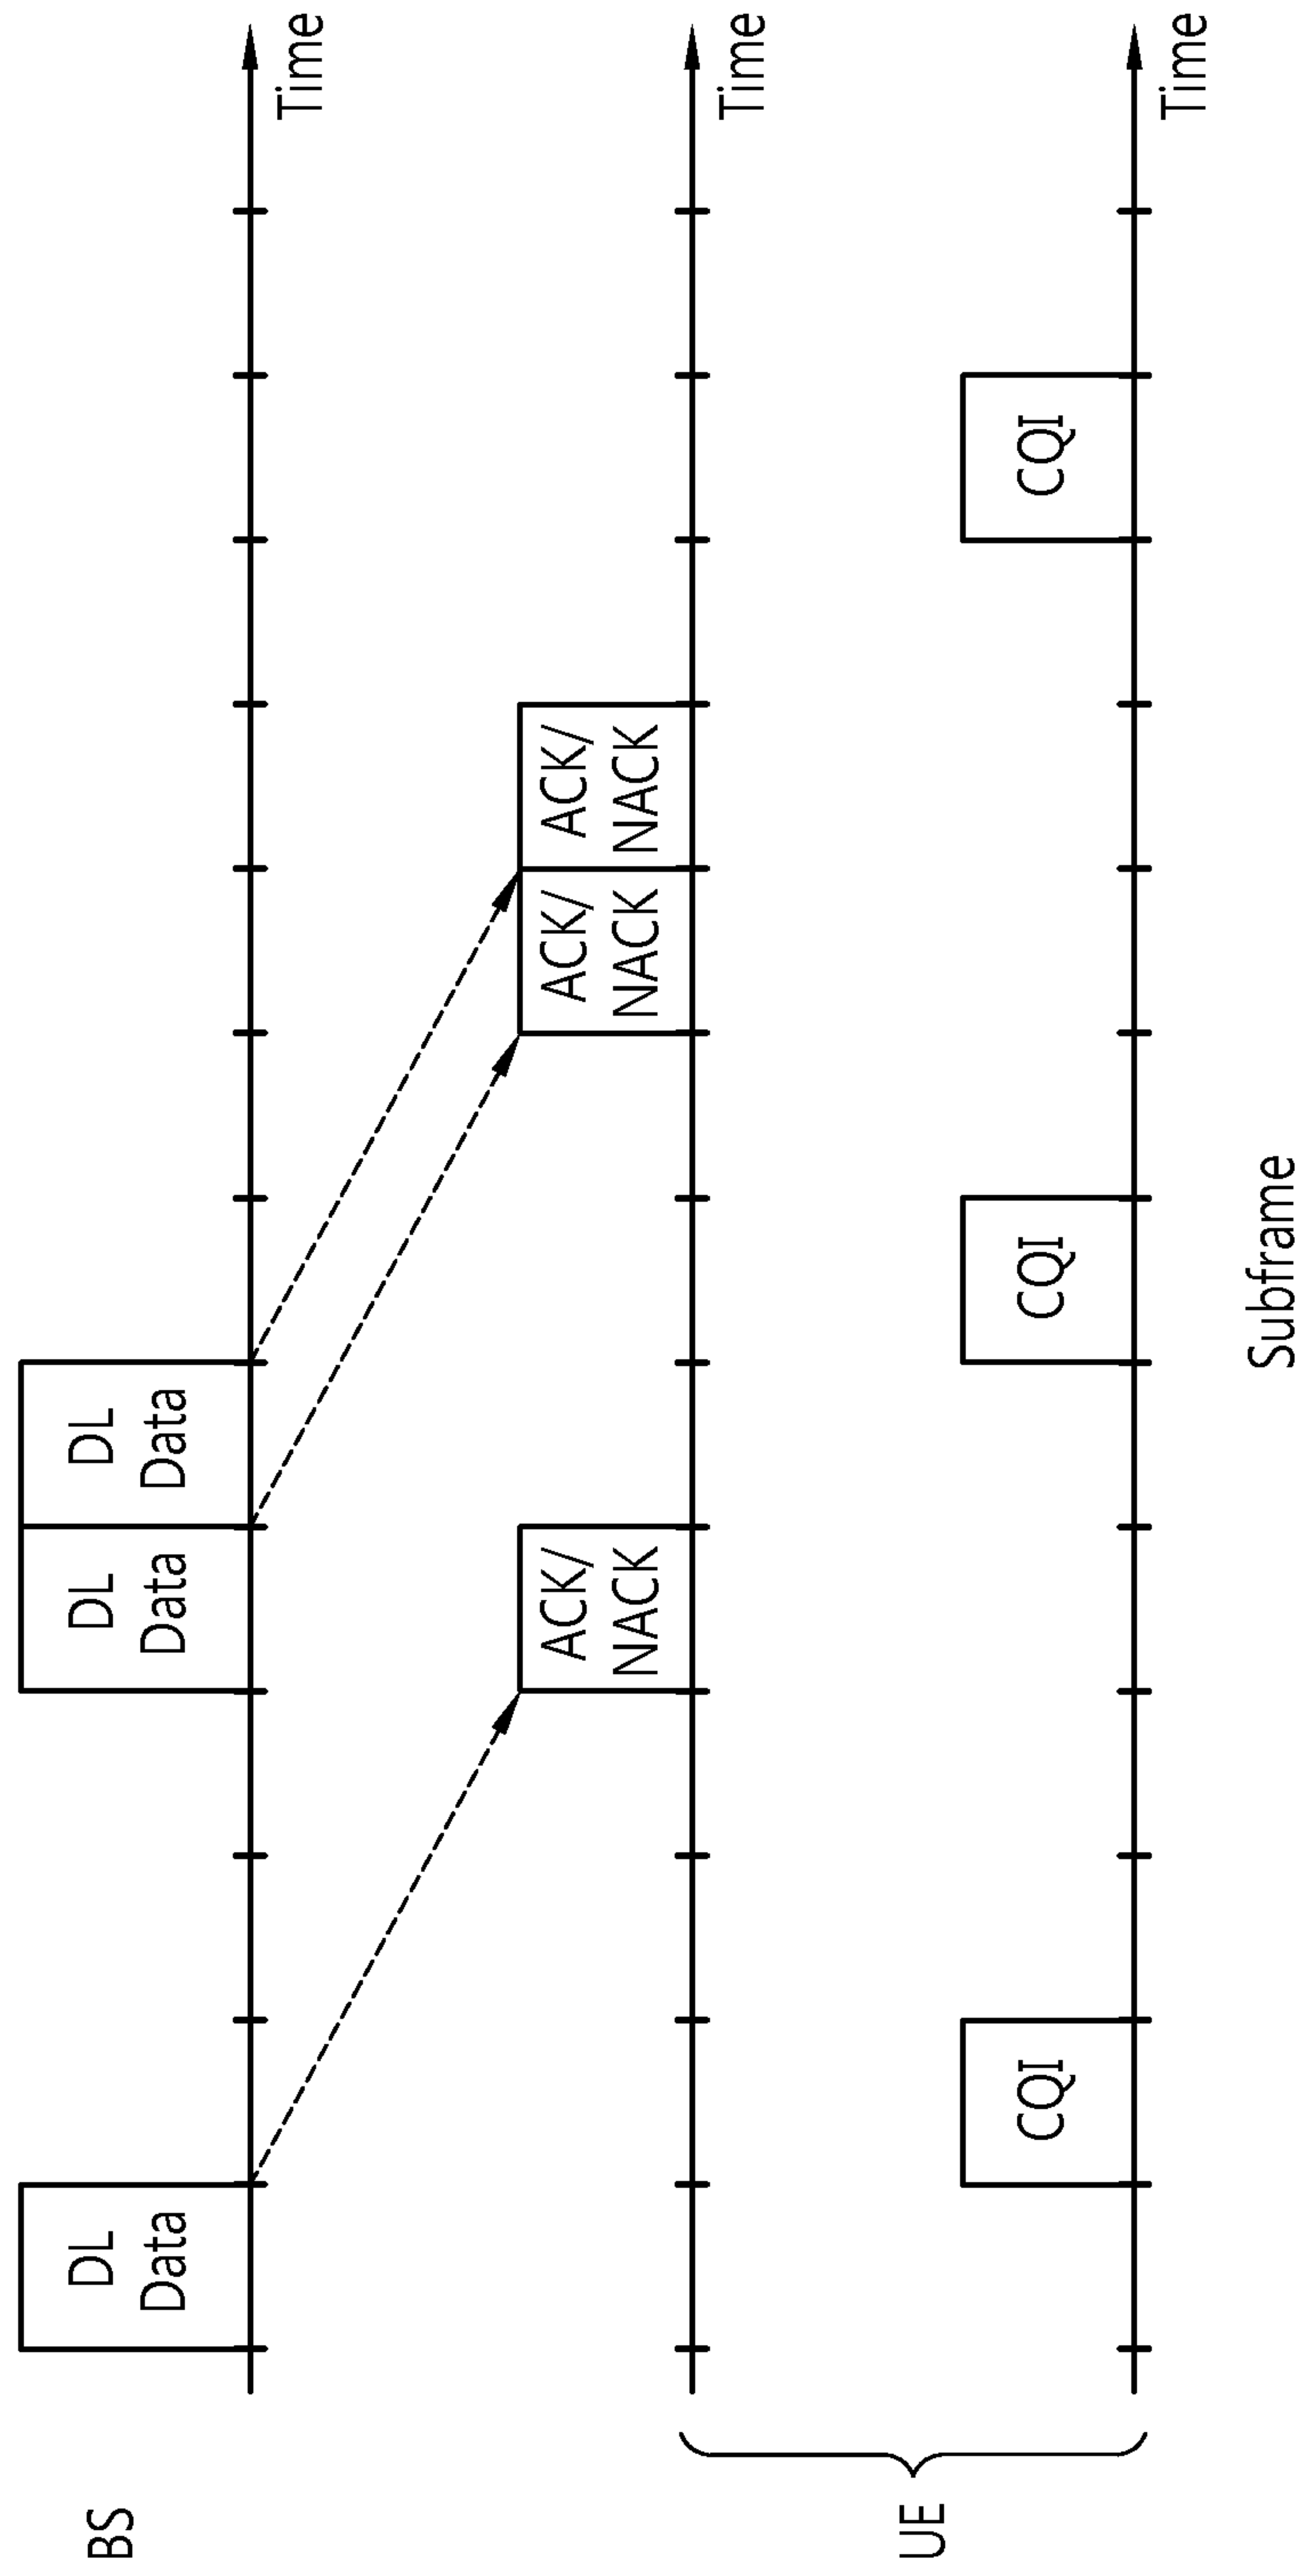 BS
DL
Data
DL
Data
DL
Data
Time
ACK/
NACK
ACK/
NACK
ACK/
NACK
Time
UE
CQI
CQI
CQI
Time
Subframe